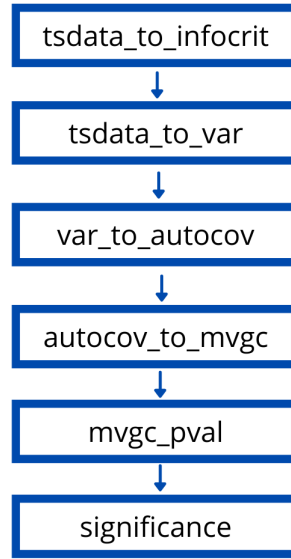 tsdata_to_infocrit
tsdata_to_var
var_to_autocov
autocov_to_mvgc
mvgc_pval
significance